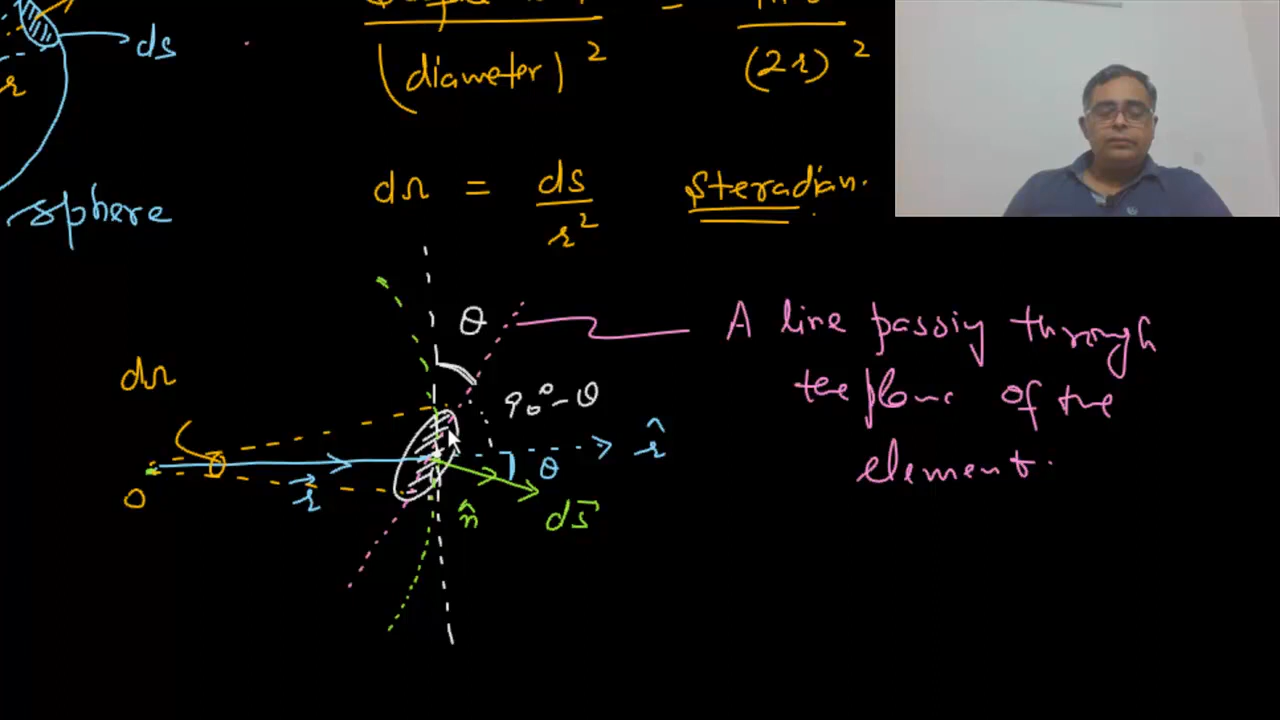 ds
r
(diameter)²
=
(2r)²
sphere
dΩ = ds/r² steradian.
θ
A line passiy through
the plane of the
element.
dΩ
90°-θ
r̂
θ
O
r⃗
n̂
ds⃗